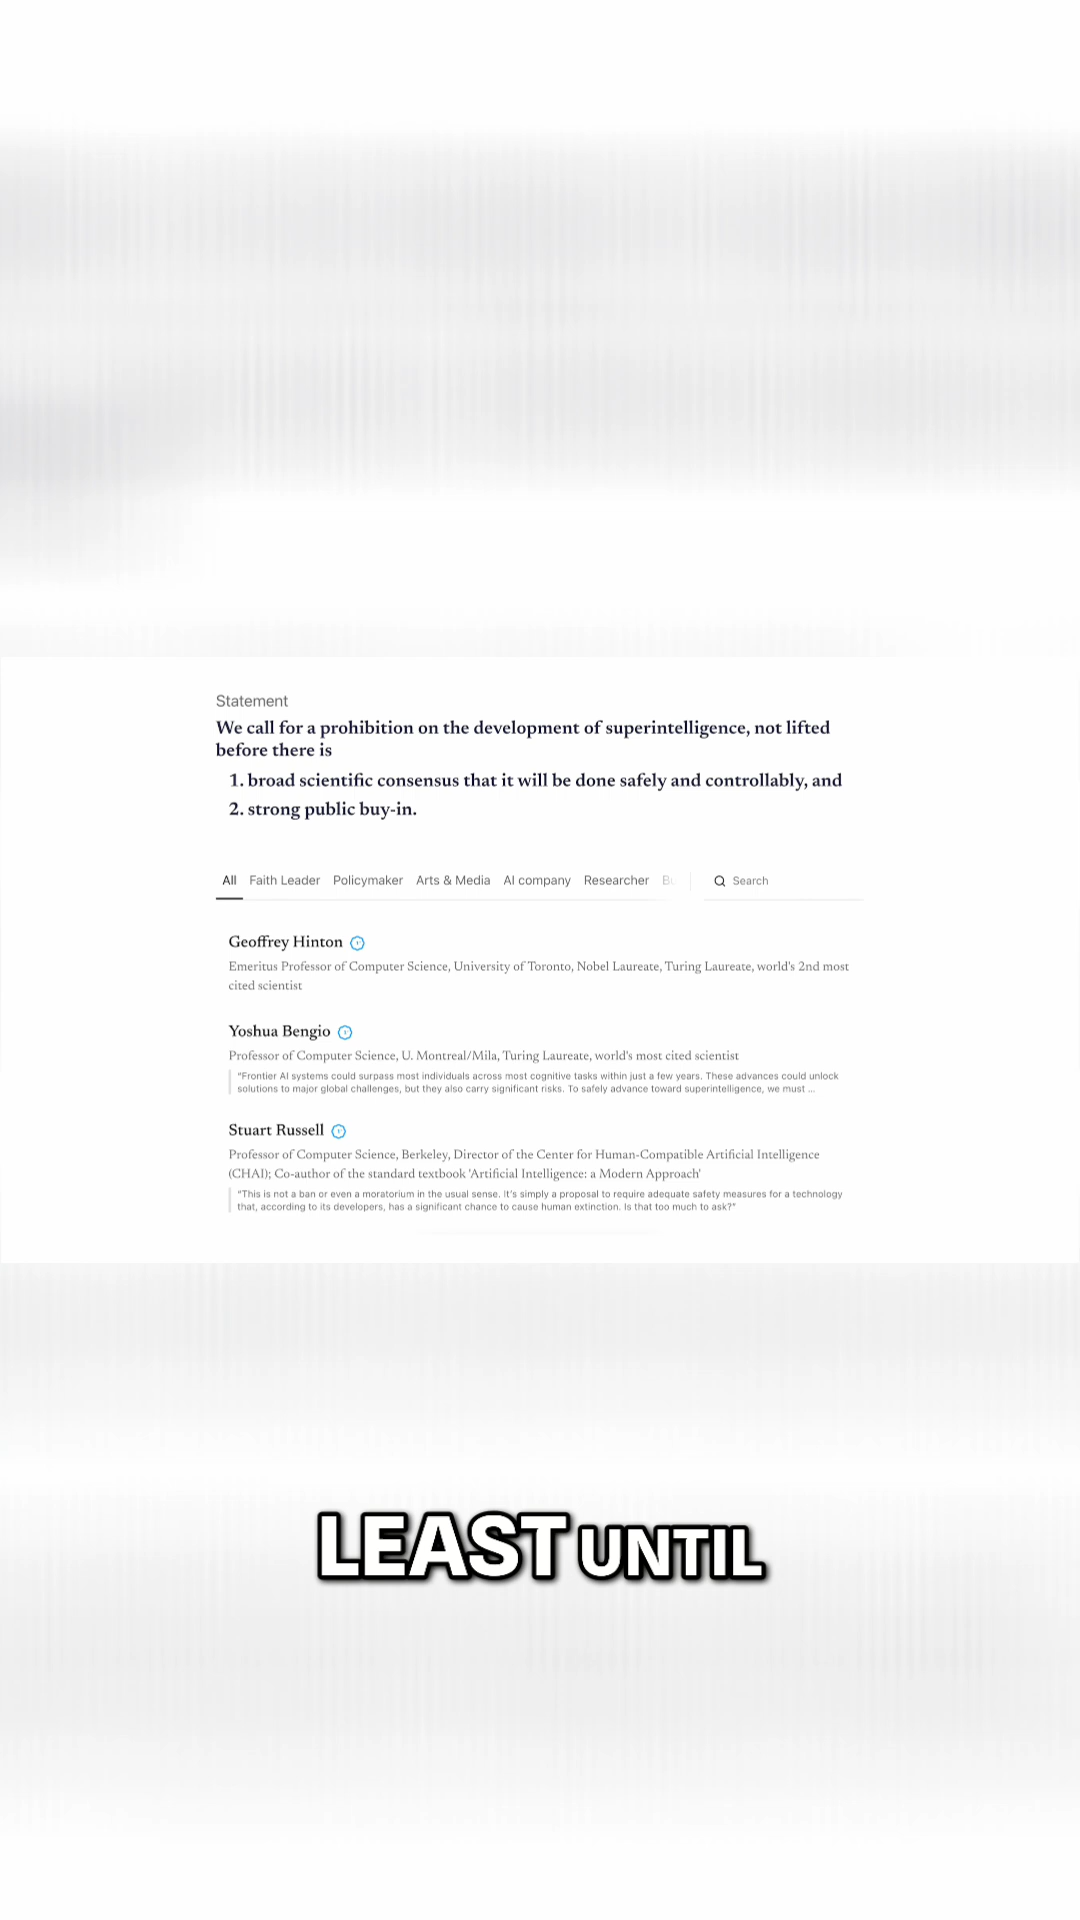 Statement
We call for a prohibition on the development of superintelligence, not lifted
before there is
1. broad scientific consensus that it will be done safely and controllably, and
2. strong public buy-in.
All Faith Leader Policymaker Arts & Media AI company Researcher Search
Geoffrey Hinton
Emeritus Professor of Computer Science, University of Toronto, Nobel Laureate, Turing Laureate, world's 2nd most
cited scientist
Yoshua Bengio
Professor of Computer Science, U. Montreal/Mila, Turing Laureate, world's most cited scientist
"Frontier AI systems could surpass most individuals across most cognitive tasks within just a few years. These advances could unlock
solutions to major global challenges, but they also carry significant risks. To safely advance toward superintelligence, we must ...
Stuart Russell
Professor of Computer Science, Berkeley, Director of the Center for Human-Compatible Artificial Intelligence
(CHAI); Co-author of the standard textbook 'Artificial Intelligence: a Modern Approach'
"This is not a ban or even a moratorium in the usual sense. It's simply a proposal to require adequate safety measures for a technology
that, according to its developers, has a significant chance to cause human extinction. Is that too much to ask?"
LEAST UNTIL